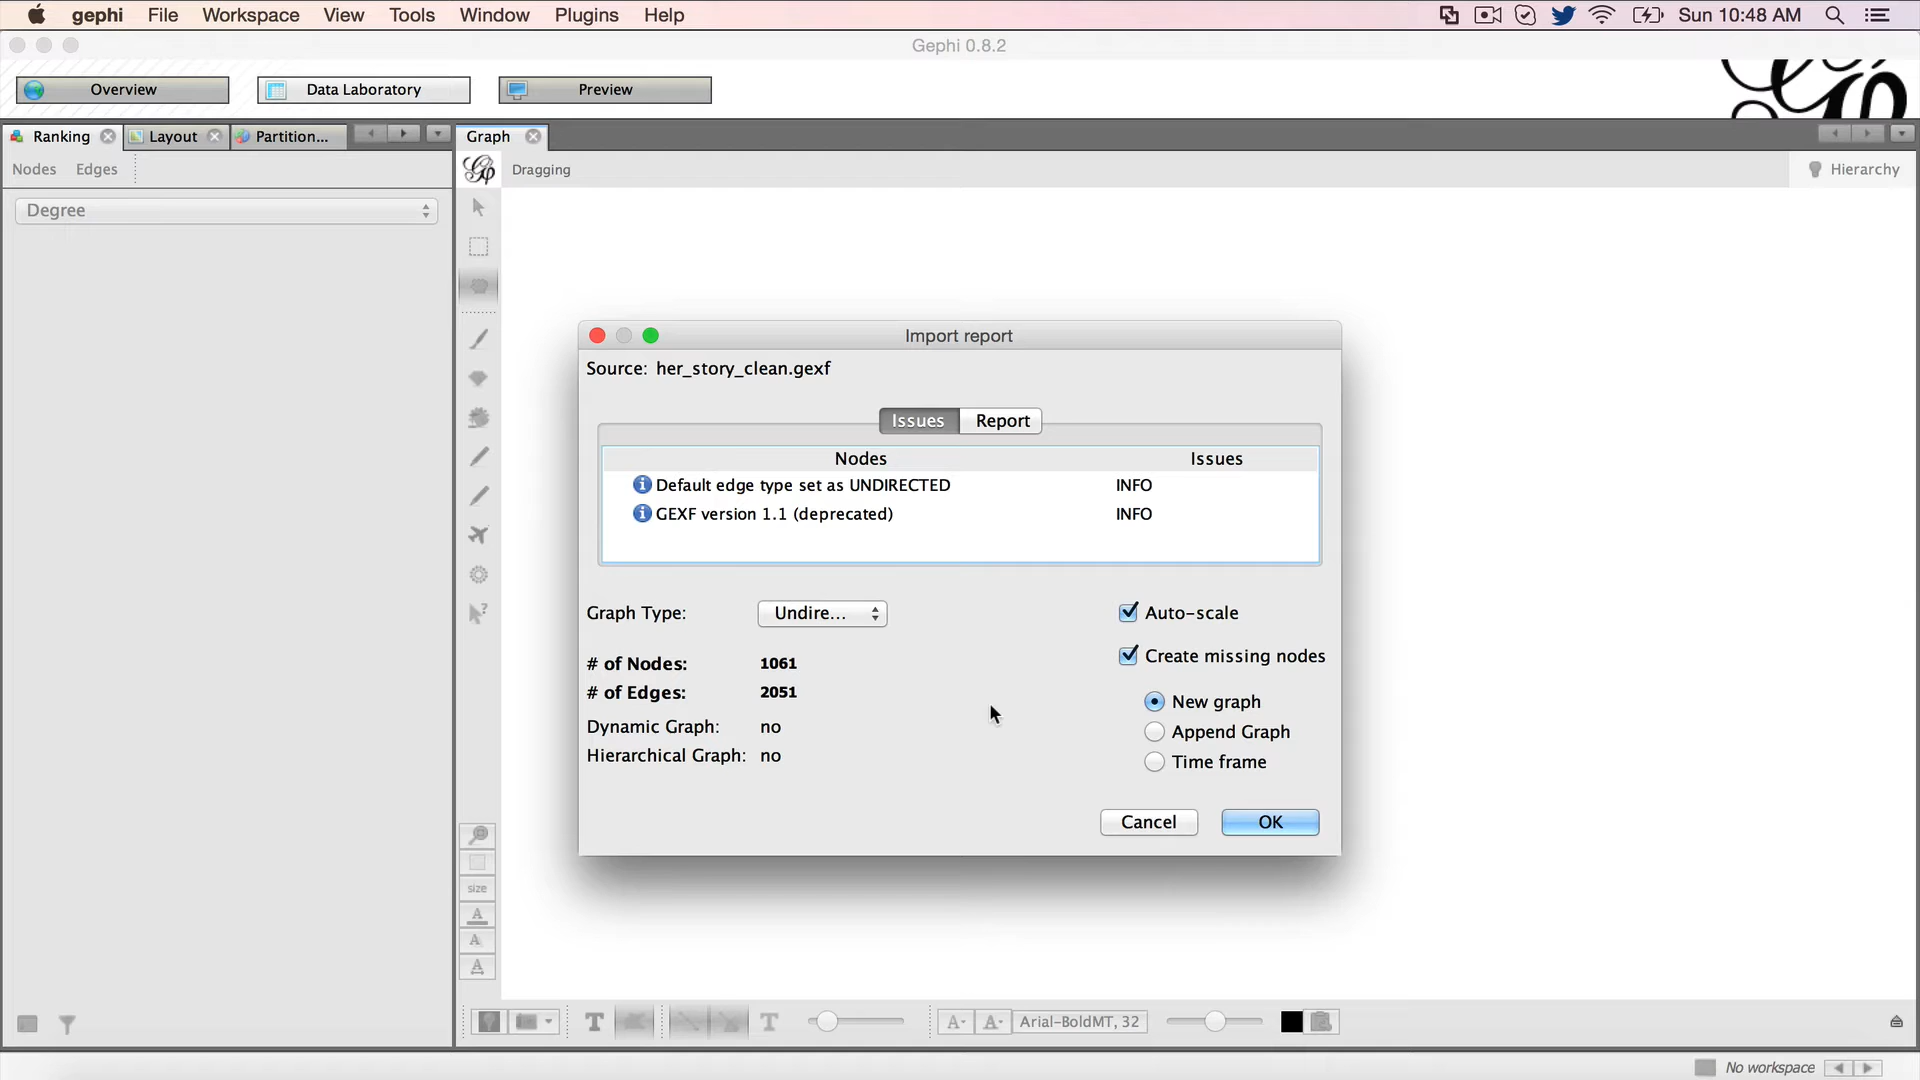 gephi File Workspace View Tools Window Plugins Help Sun 10:48 AM
Gephi 0.8.2
Overview Data Laboratory Preview
Ranking Layout Partition... Graph
Nodes Edges Dragging Hierarchy
Degree
Import report
Source: her_story_clean.gexf
Issues Report
Nodes Issues
Default edge type set as UNDIRECTED INFO
GEXF version 1.1 (deprecated) INFO
Graph Type: Undire... Auto-scale
Create missing nodes
# of Nodes: 1061
# of Edges: 2051 New graph
Dynamic Graph: no Append Graph
Hierarchical Graph: no Time frame
Cancel OK
size
A
A
A
T T A- A- Arial-BoldMT, 32
No workspace